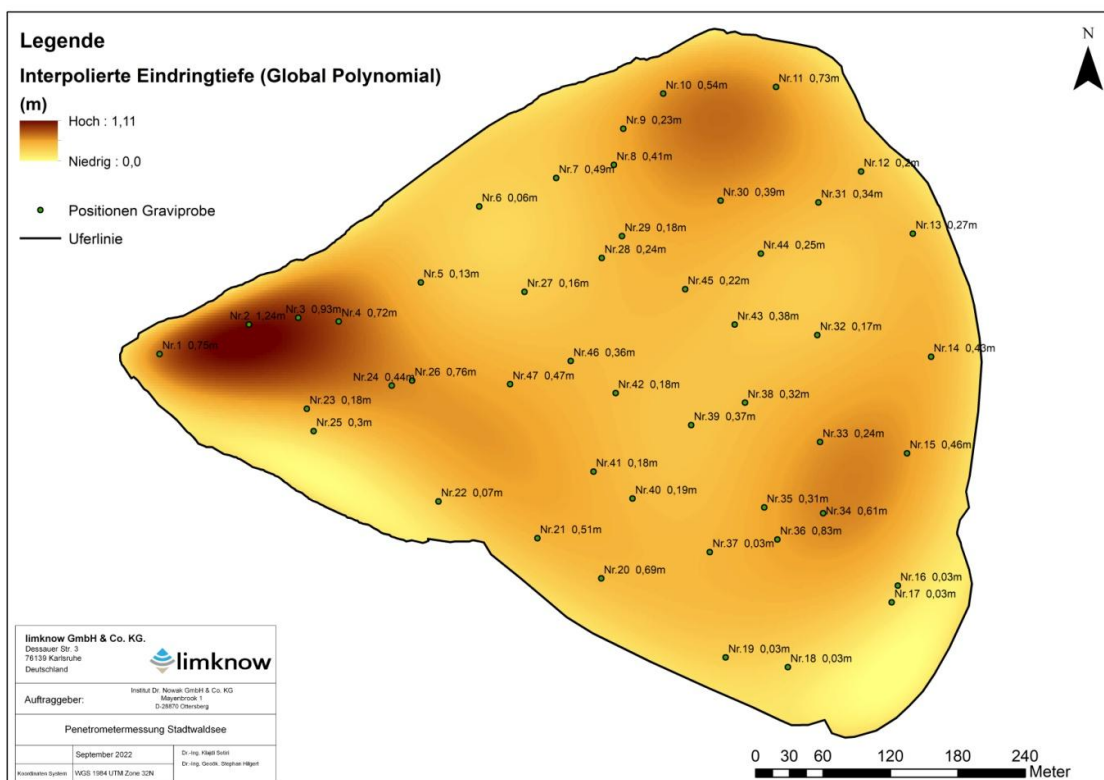 Legende
Interpolierte Eindringtiefe (Global Polynomial)
(m)
Hoch : 1,11
Niedrig : 0,0
Positionen Graviprobe
Uferlinie
N
Nr.10 0,54m
Nr.11 0,73m
Nr.9 0,23m
Nr.8 0,41m
Nr.7 0,49m
Nr.12 0,2m
Nr.6 0,06m
Nr.30 0,39m
Nr.31 0,34m
Nr.29 0,18m
Nr.13 0,27m
Nr.28 0,24m
Nr.44 0,25m
Nr.5 0,13m
Nr.27 0,16m
Nr.45 0,22m
Nr.3 0,93m
Nr.2 1,24m
Nr.4 0,72m
Nr.43 0,38m
Nr.32 0,17m
Nr.1 0,75m
Nr.46 0,36m
Nr.14 0,43m
Nr.24 0,44m
Nr.26 0,76m
Nr.47 0,47m
Nr.42 0,18m
Nr.23 0,18m
Nr.38 0,32m
Nr.25 0,3m
Nr.39 0,37m
Nr.33 0,24m
Nr.15 0,46m
Nr.41 0,18m
Nr.22 0,07m
Nr.40 0,19m
Nr.35 0,31m
Nr.34 0,61m
Nr.21 0,51m
Nr.36 0,83m
Nr.37 0,03m
Nr.20 0,69m
Nr.16 0,03m
Nr.17 0,03m
Nr.19 0,03m
Nr.18 0,03m
limknow GmbH & Co. KG.
Dessauer Str. 3
76139 Karlsruhe
Deutschland
limknow
Auftraggeber:
Institut Dr. Nowak GmbH & Co. KG
Mayenbrook 1
D-28870 Ottersberg
Penetrometermessung Stadtwaldsee
September 2022
Dr.-Ing. Klajdi Sotiri
Dr.-Ing. Geoök. Stephan Hilgert
Koordinaten System
WGS 1984 UTM Zone 32N
0 30 60 120 180 240
Meter